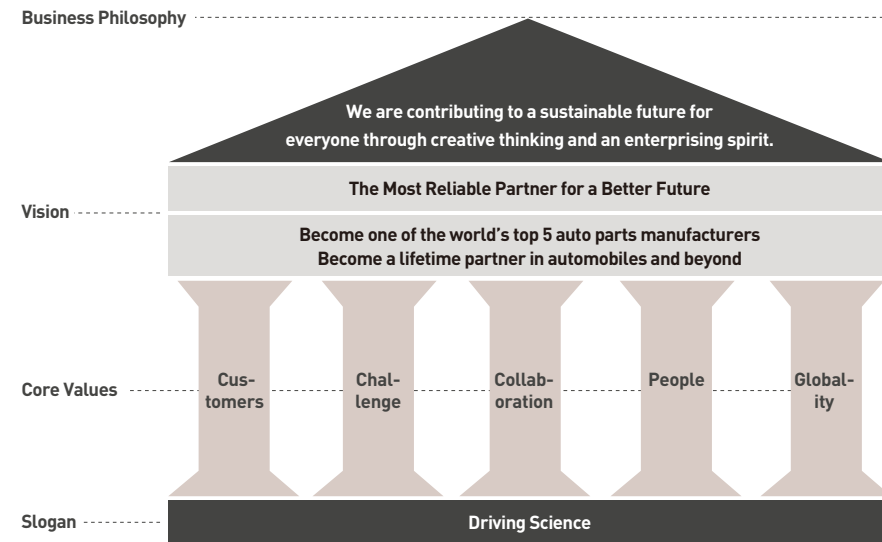 Business Philosophy
We are contributing to a sustainable future for
everyone through creative thinking and an enterprising spirit.
Vision
The Most Reliable Partner for a Better Future
Become one of the world's top 5 auto parts manufacturers
Become a lifetime partner in automobiles and beyond
Core Values
Cus-
tomers
Chal-
lenge
Collab-
oration
People
Global-
ity
Slogan
Driving Science